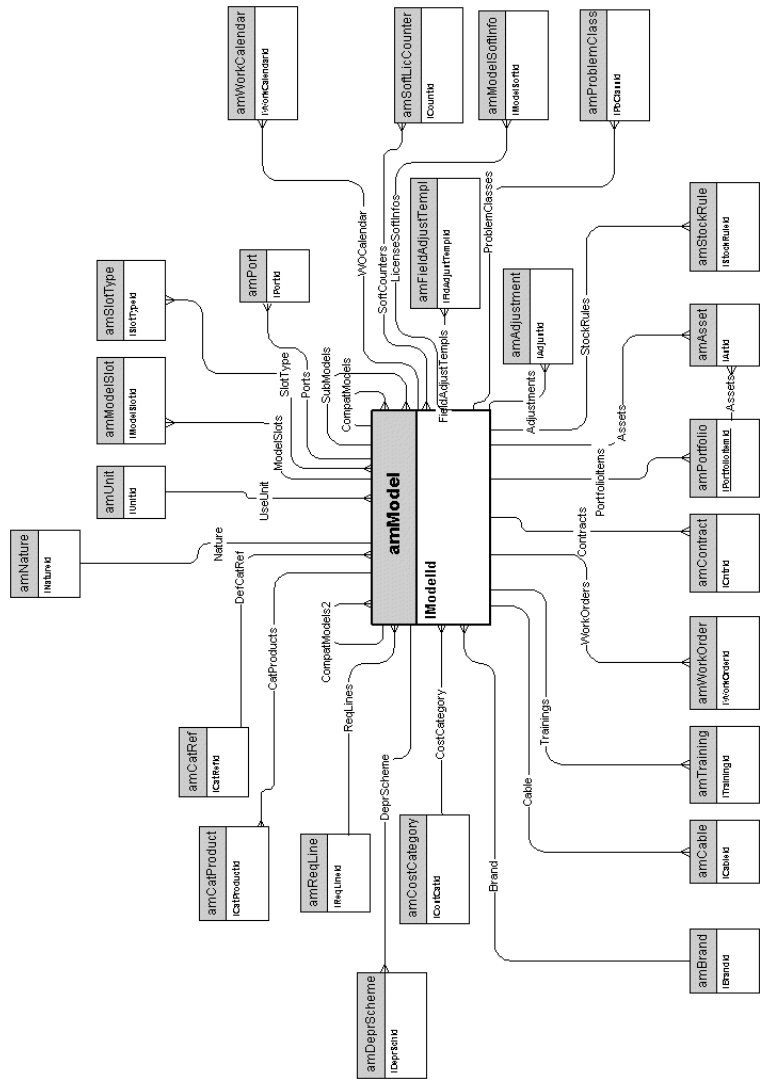 amNature
lNatureId
amUnit
lUnitId
amModelSlot
lModelSlotId
amSlotType
lSlotTypeId
amCatRef
lCatRefId
amCatProduct
lCatProductId
amWorkCalendar
lWorkCalendarId
amPort
lPortId
Nature
DefCatRef
CatProducts
UseUnit
ModelSlots
SlotType
Ports
SubModels
CompatModels
CompatModels2
WOCalendar
amReqLine
lReqLineId
ReqLines
amDeprScheme
lDeprSchId
DeprScheme
amModel
lModelId
SoftCounters
amSoftLicCounter
lCountId
LicenseSoftInfos
amModelSoftInfo
lModelSoftId
amCostCategory
lCostCatId
CostCategory
FieldAdjustTempls
amFieldAdjustTempl
lFldAdjustTemplId
ProblemClasses
amProblemClass
lPbClassId
Brand
Cable
Trainings
WorkOrders
Contracts
PortfolioItems
Assets
Adjustments
amAdjustment
lAdjustId
StockRules
amBrand
lBrandId
amCable
lCableId
amTraining
lTrainingId
amWorkOrder
lWorkOrderId
amContract
lCntrId
amPortfolio
lPortfolioItemId
Assets
amAsset
lAstId
amStockRule
lStockRuleId